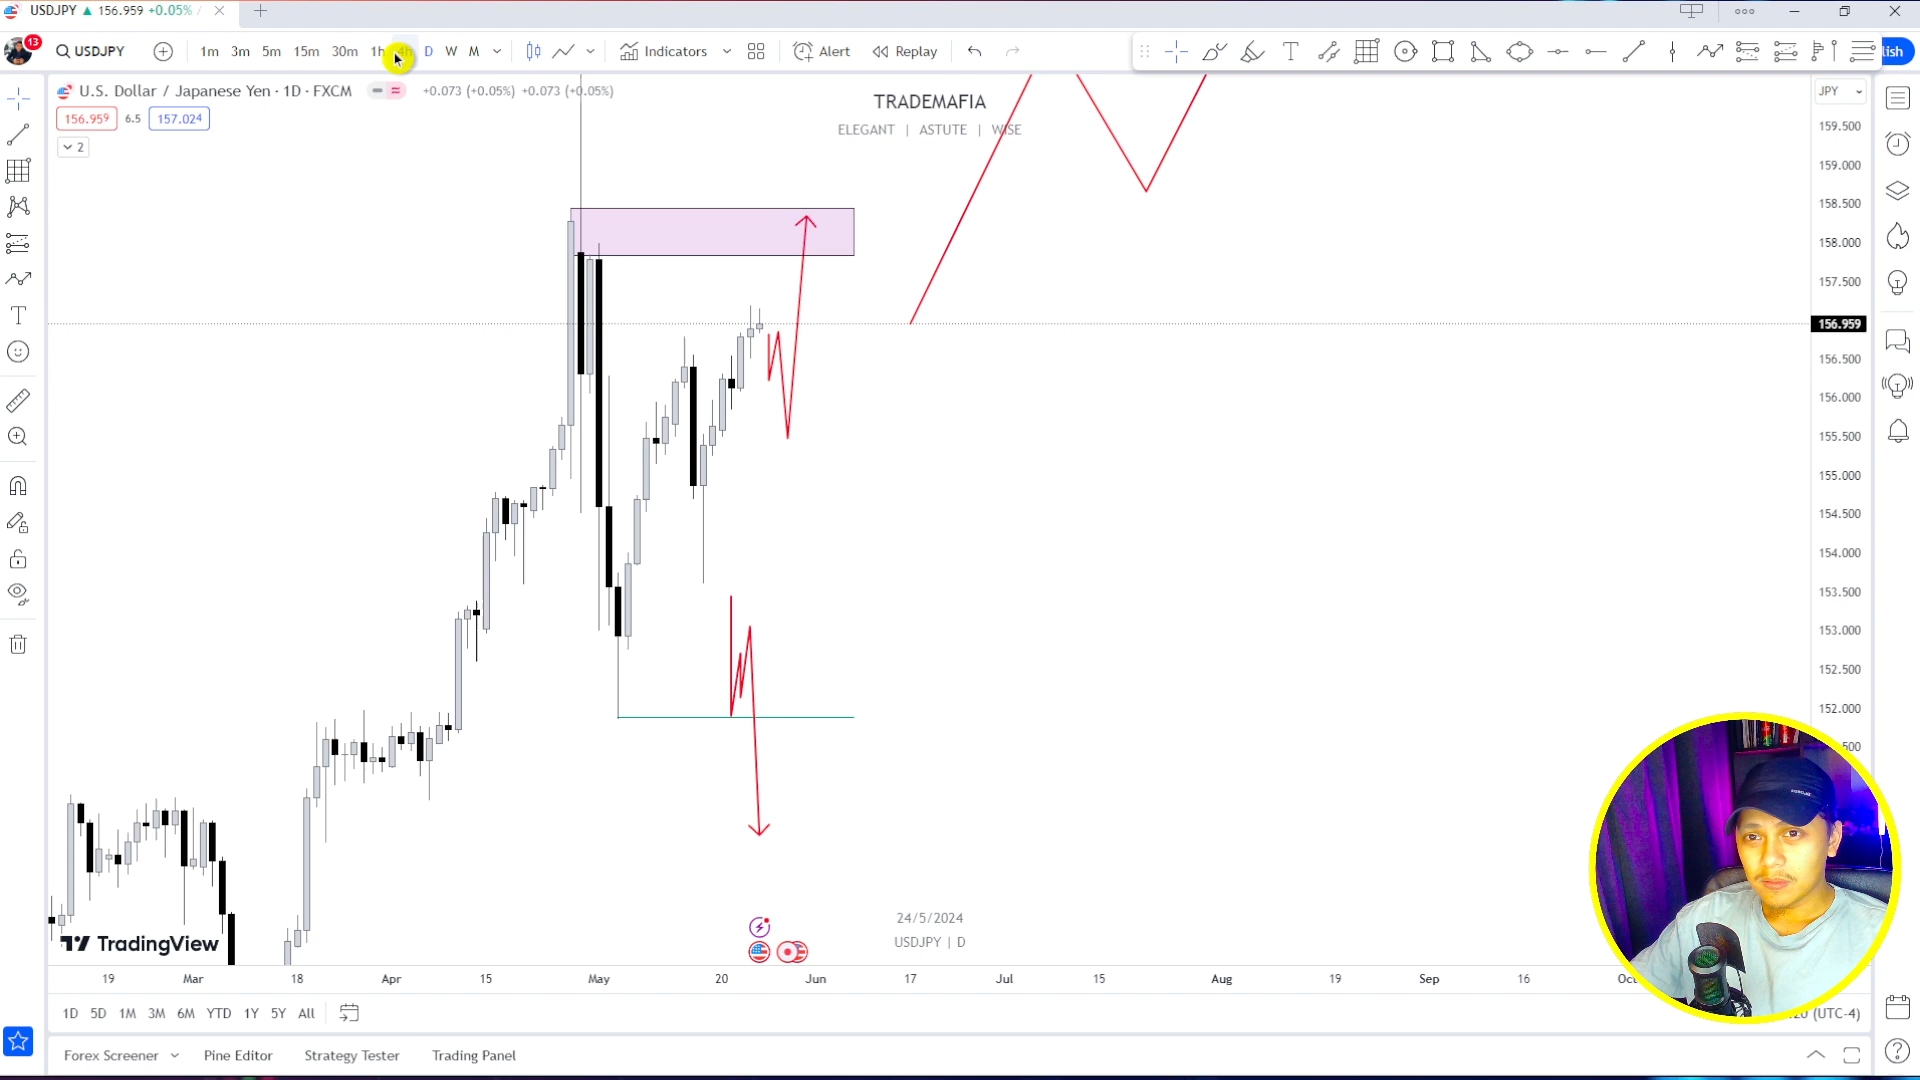 USDJPY ▲ 156.959 +0.05% /
13
USDJPY
1m 3m 5m 15m 30m 1h 4h D W M
Indicators
Alert
Replay
lish
U.S. Dollar / Japanese Yen · 1D · FXCM
+0.073 (+0.05%) +0.073 (+0.05%)
156.959 6.5 157.024
2
TRADEMAFIA
ELEGANT | ASTUTE | WISE
JPY
159.500
159.000
158.500
158.000
157.500
156.959
156.500
156.000
155.500
155.000
154.500
154.000
153.500
153.000
152.500
152.000
500
24/5/2024
USDJPY | D
TradingView
19 Mar 18 Apr 15 May 20 Jun 17 Jul 15 Aug 19 Sep 16 Oct
1D 5D 1M 3M 6M YTD 1Y 5Y All
(UTC-4)
Forex Screener Pine Editor Strategy Tester Trading Panel